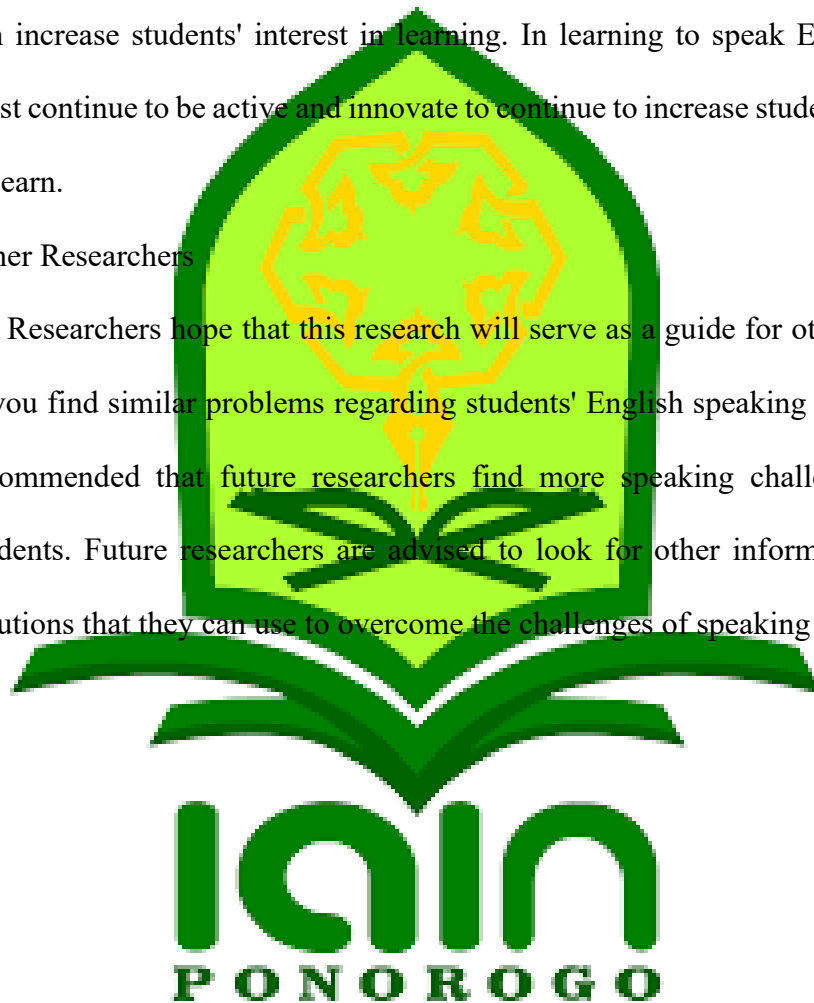 increase students' interest in learning. In learning to speak E
st continue to be active and innovate to continue to increase stude
earn.
ner Researchers
Researchers hope that this research will serve as a guide for ot
you find similar problems regarding students' English speaking
ommended that future researchers find more speaking challe
dents. Future researchers are advised to look for other inform
utions that they can use to overcome the challenges of speaking
iain
PONOROGO